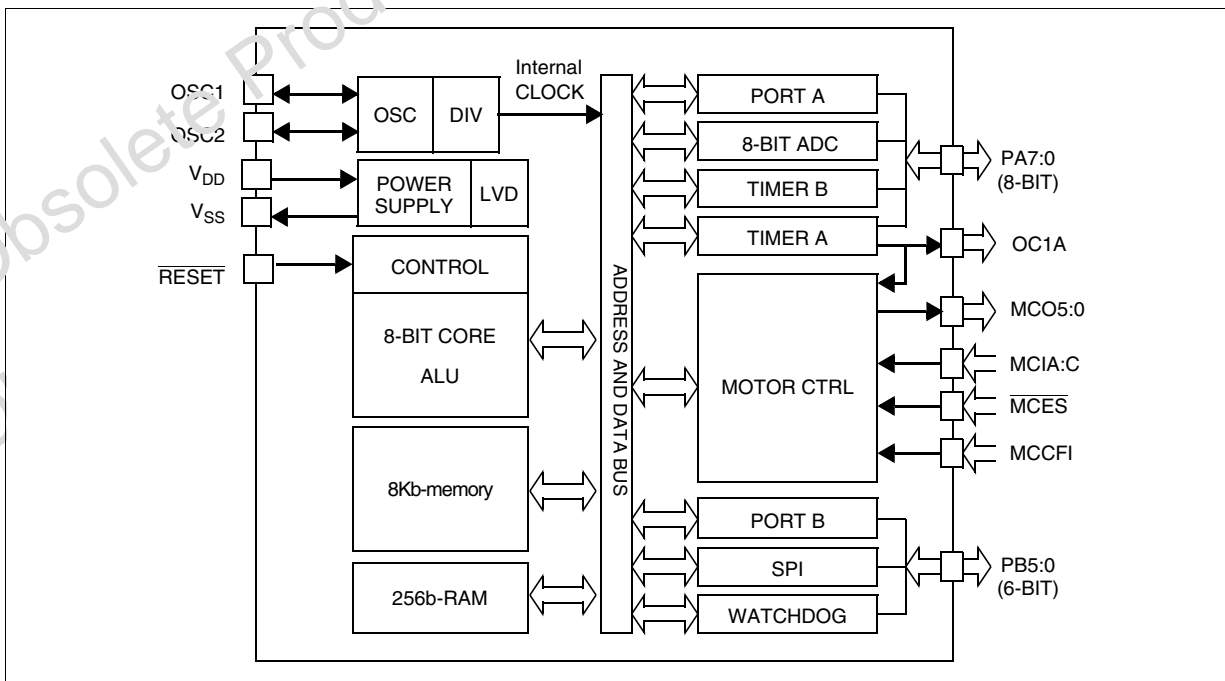 Obsolete Prod
OSC1
OSC2
VDD
VSS
RESET
OSC
DIV
Internal
CLOCK
POWER
SUPPLY
LVD
CONTROL
8-BIT CORE
ALU
8Kb-memory
256b-RAM
ADDRESS AND DATA BUS
PORT A
8-BIT ADC
TIMER B
TIMER A
MOTOR CTRL
PORT B
SPI
WATCHDOG
PA7:0
(8-BIT)
OC1A
MCO5:0
MCIA:C
MCES
MCCFI
PB5:0
(6-BIT)